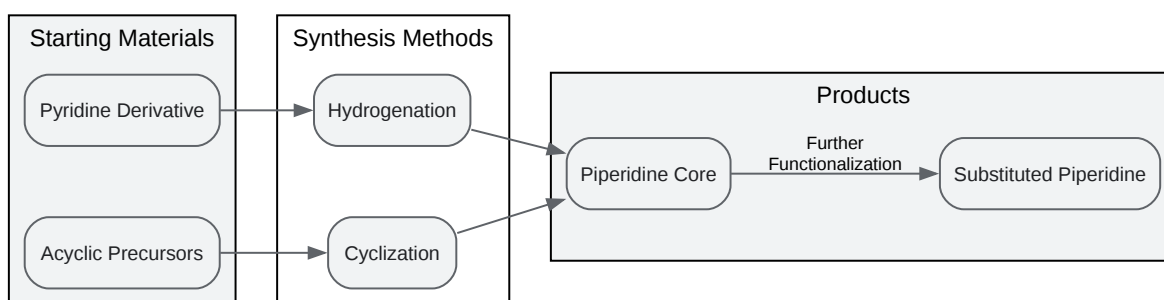 Starting Materials
Pyridine Derivative
Acyclic Precursors
Synthesis Methods
Hydrogenation
Cyclization
Products
Piperidine Core
Further
Functionalization
Substituted Piperidine